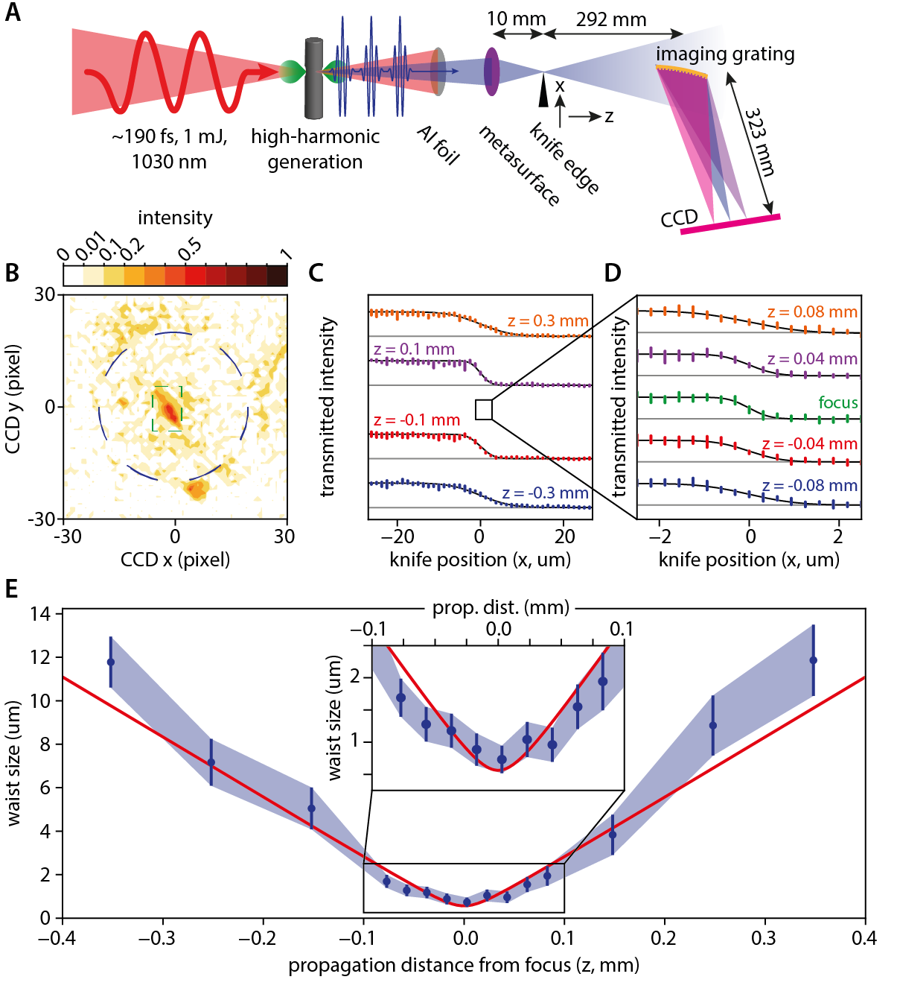 A
10 mm
292 mm
imaging grating
x
z
323 mm
~190 fs, 1 mJ,
1030 nm
high-harmonic
generation
Al foil
metasurface
knife edge
CCD
intensity
0
0.01
0.1
0.2
0.5
1
B
30
0
-30
CCD y (pixel)
-30
0
30
CCD x (pixel)
C
transmitted intensity
z = 0.3 mm
z = 0.1 mm
z = -0.1 mm
z = -0.3 mm
−20
0
20
knife position (x, um)
D
transmitted intensity
z = 0.08 mm
z = 0.04 mm
focus
z = -0.04 mm
z = -0.08 mm
−2
0
2
knife position (x, um)
E
14
12
10
8
6
4
2
0
waist size (um)
prop. dist. (mm)
−0.1
0.0
0.1
2
1
waist size (um)
−0.4
−0.3
−0.2
−0.1
0.0
0.1
0.2
0.3
0.4
propagation distance from focus (z, mm)